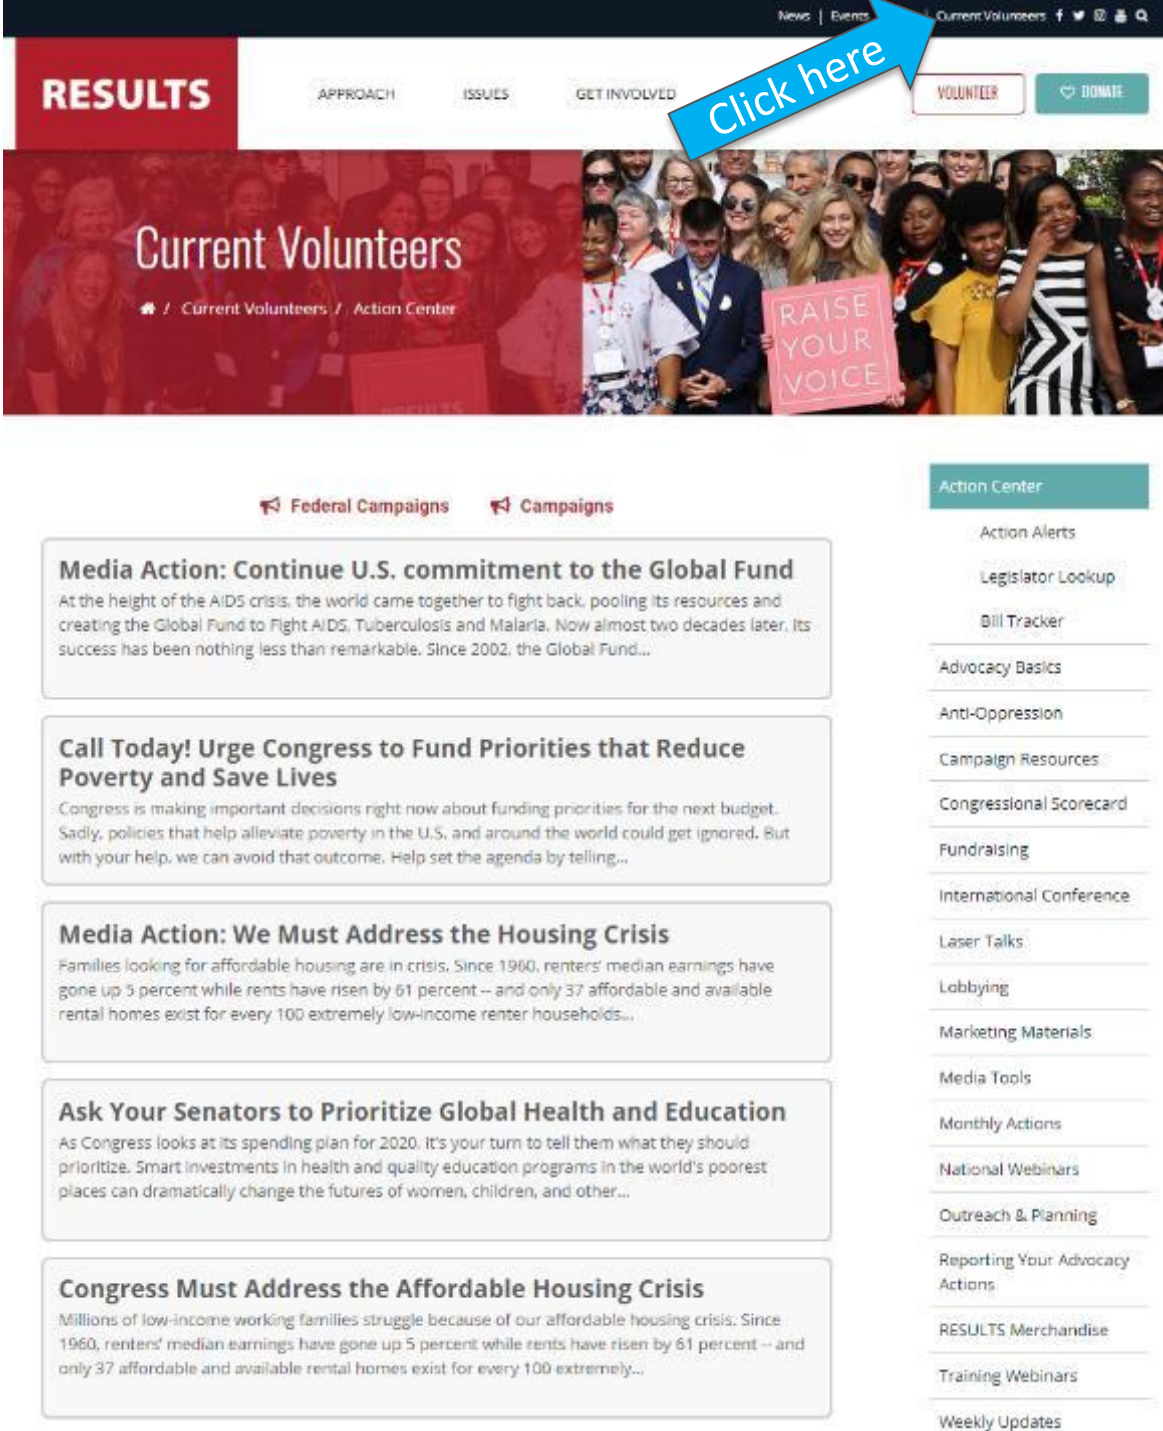 News | Events | Current Volunteers
Click here
RESULTS
APPROACH ISSUES GET INVOLVED
VOLUNTEER DONATE
Current Volunteers
/ Current Volunteers / Action Center
RAISE
YOUR
VOICE
RESULTS
Federal Campaigns Campaigns
Media Action: Continue U.S. commitment to the Global Fund
At the height of the AIDS crisis, the world came together to fight back, pooling its resources and
creating the Global Fund to Fight AIDS, Tuberculosis and Malaria. Now almost two decades later, its
success has been nothing less than remarkable. Since 2002, the Global Fund...
Call Today! Urge Congress to Fund Priorities that Reduce
Poverty and Save Lives
Congress is making important decisions right now about funding priorities for the next budget.
Sadly, policies that help alleviate poverty in the U.S. and around the world could get ignored. But
with your help, we can avoid that outcome. Help set the agenda by telling...
Media Action: We Must Address the Housing Crisis
Families looking for affordable housing are in crisis. Since 1960, renters' median earnings have
gone up 5 percent while rents have risen by 61 percent -- and only 37 affordable and available
rental homes exist for every 100 extremely low-income renter households...
Ask Your Senators to Prioritize Global Health and Education
As Congress looks at its spending plan for 2020, it's your turn to tell them what they should
prioritize. Smart investments in health and quality education programs in the world's poorest
places can dramatically change the futures of women, children, and other...
Congress Must Address the Affordable Housing Crisis
Millions of low-income working families struggle because of our affordable housing crisis. Since
1960, renters' median earnings have gone up 5 percent while rents have risen by 61 percent -- and
only 37 affordable and available rental homes exist for every 100 extremely...
Action Center
Action Alerts
Legislator Lookup
Bill Tracker
Advocacy Basics
Anti-Oppression
Campaign Resources
Congressional Scorecard
Fundraising
International Conference
Laser Talks
Lobbying
Marketing Materials
Media Tools
Monthly Actions
National Webinars
Outreach & Planning
Reporting Your Advocacy
Actions
RESULTS Merchandise
Training Webinars
Weekly Updates